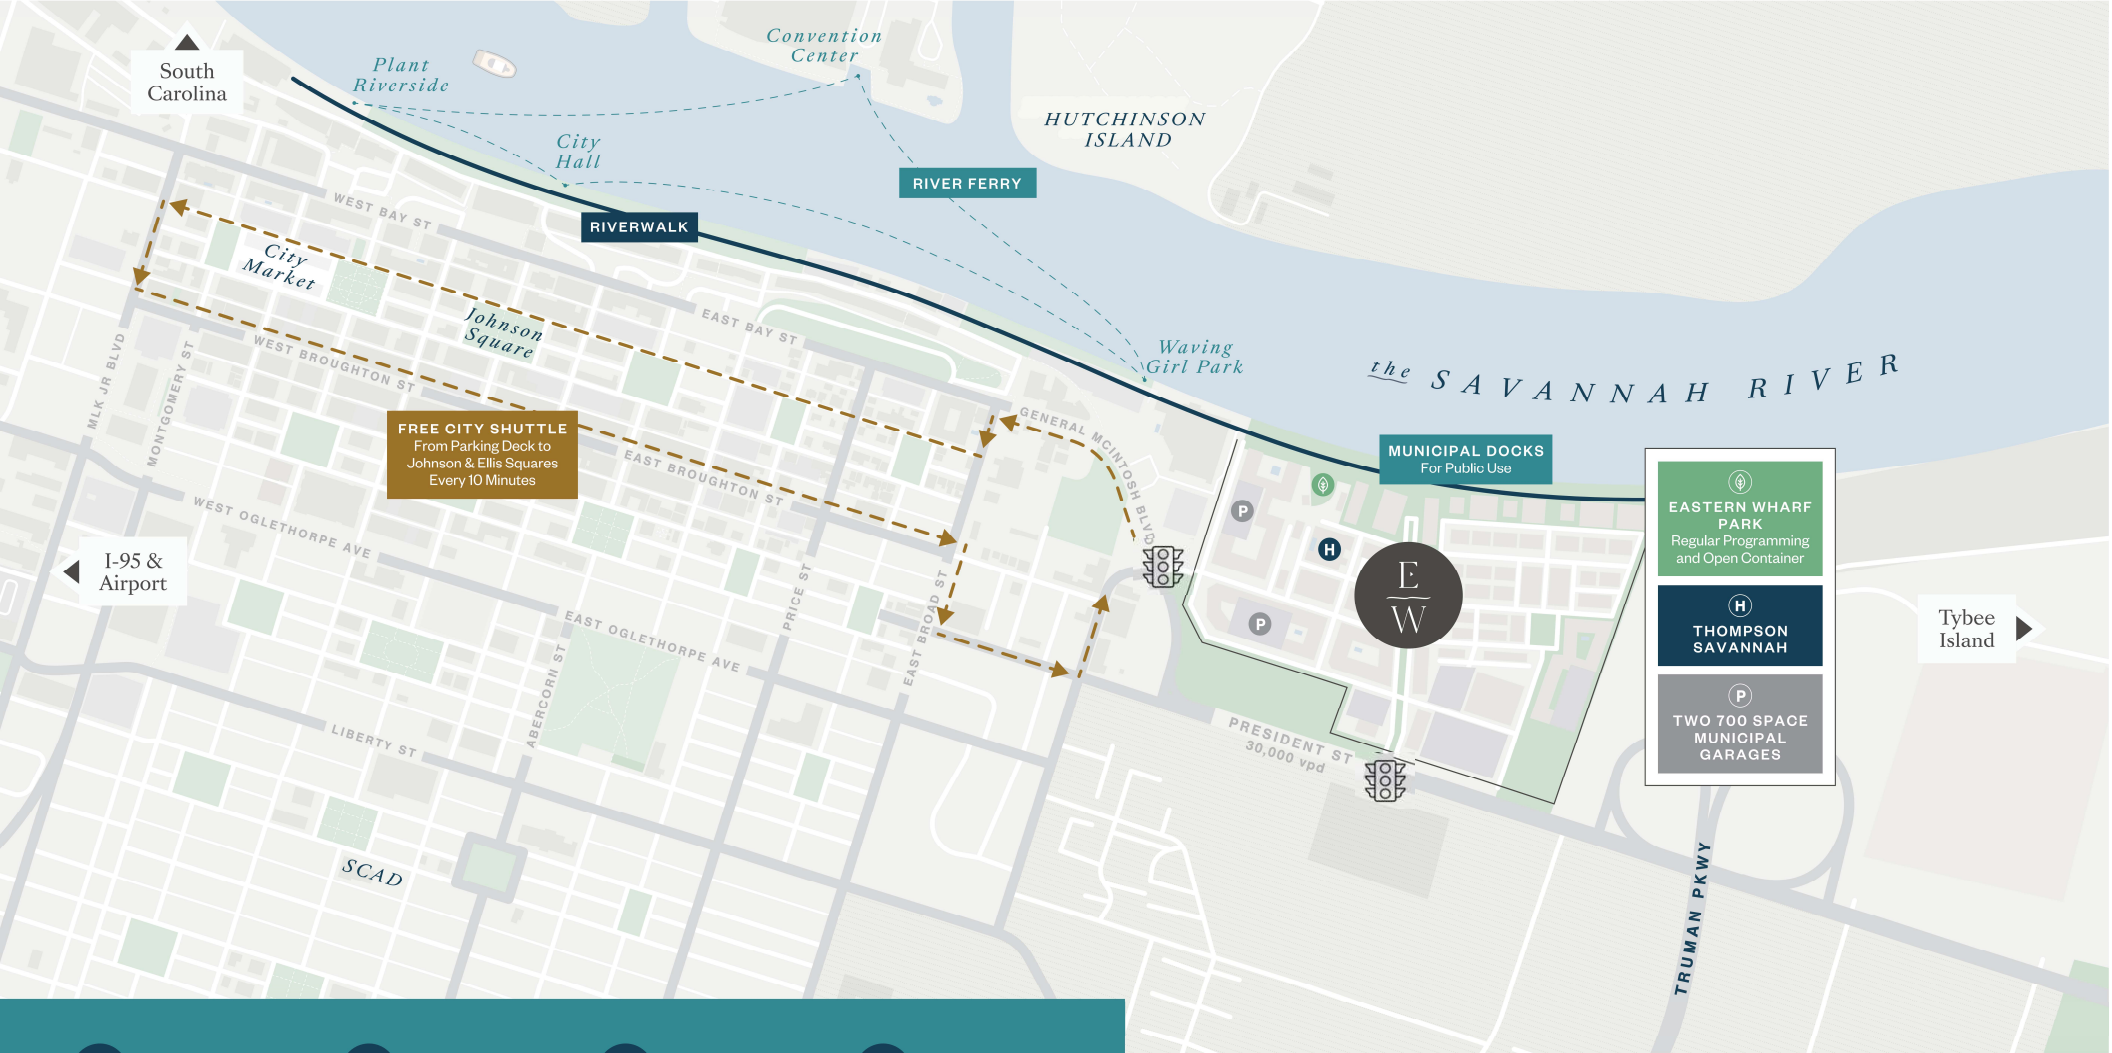 South
Carolina
Plant
Riverside
Convention
Center
City
Hall
HUTCHINSON
ISLAND
RIVER FERRY
RIVERWALK
WEST BAY ST
City
Market
Johnson
Square
EAST BAY ST
WEST BROUGHTON ST
MLK JR BLVD
MONTGOMERY ST
Waving
Girl Park
the SAVANNAH RIVER
GENERAL MCINTOSH BLVD
FREE CITY SHUTTLE
From Parking Deck to
Johnson & Ellis Squares
Every 10 Minutes
EAST BROUGHTON ST
MUNICIPAL DOCKS
For Public Use
P
H
P
E
W
WEST OGLETHORPE AVE
I-95 &
Airport
PRICE ST
EAST BROAD ST
EAST OGLETHORPE AVE
ABERCORN ST
LIBERTY ST
PRESIDENT ST
30,000 vpd
SCAD
EASTERN WHARF
PARK
Regular Programming
and Open Container
H
THOMPSON
SAVANNAH
P
TWO 700 SPACE
MUNICIPAL
GARAGES
Tybee
Island
TRUMAN PKWY